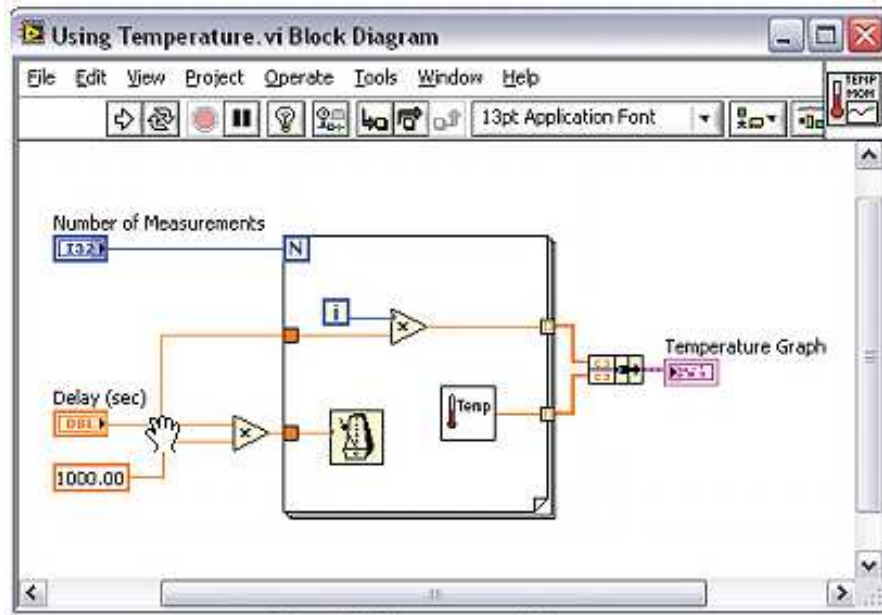 Using Temperature.vi Block Diagram
File Edit View Project Operate Tools Window Help
TEMP
MON
13pt Application Font
Number of Measurements
I32
N
i
x
Temperature Graph
Delay (sec)
DBL
x
Temp
1000.00